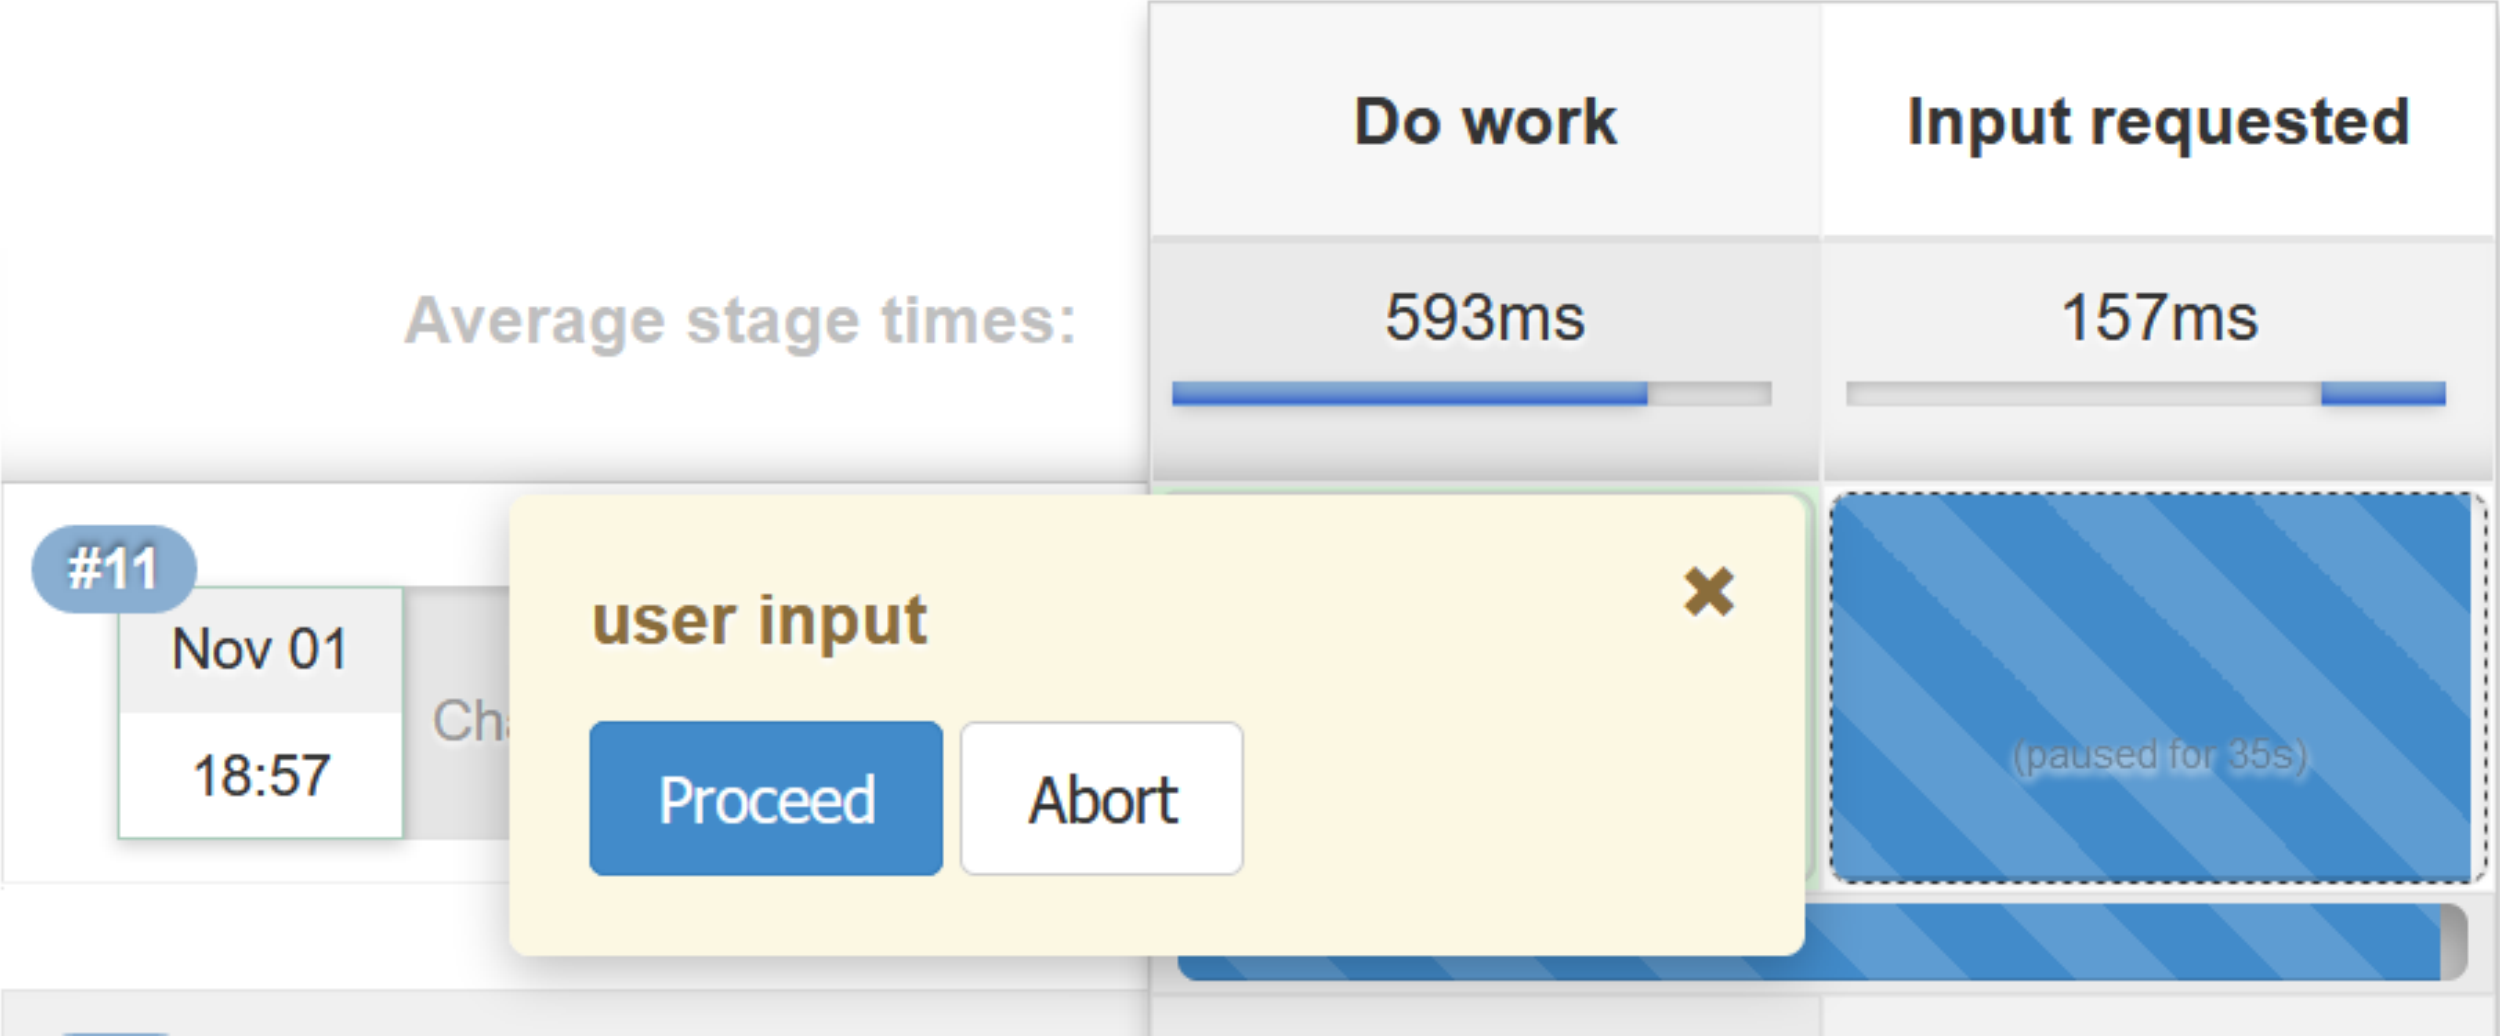 Do work
Input requested
Average stage times:
593ms
157ms
#11
Nov 01
18:57
user input
Proceed
Abort
(paused for 35s)